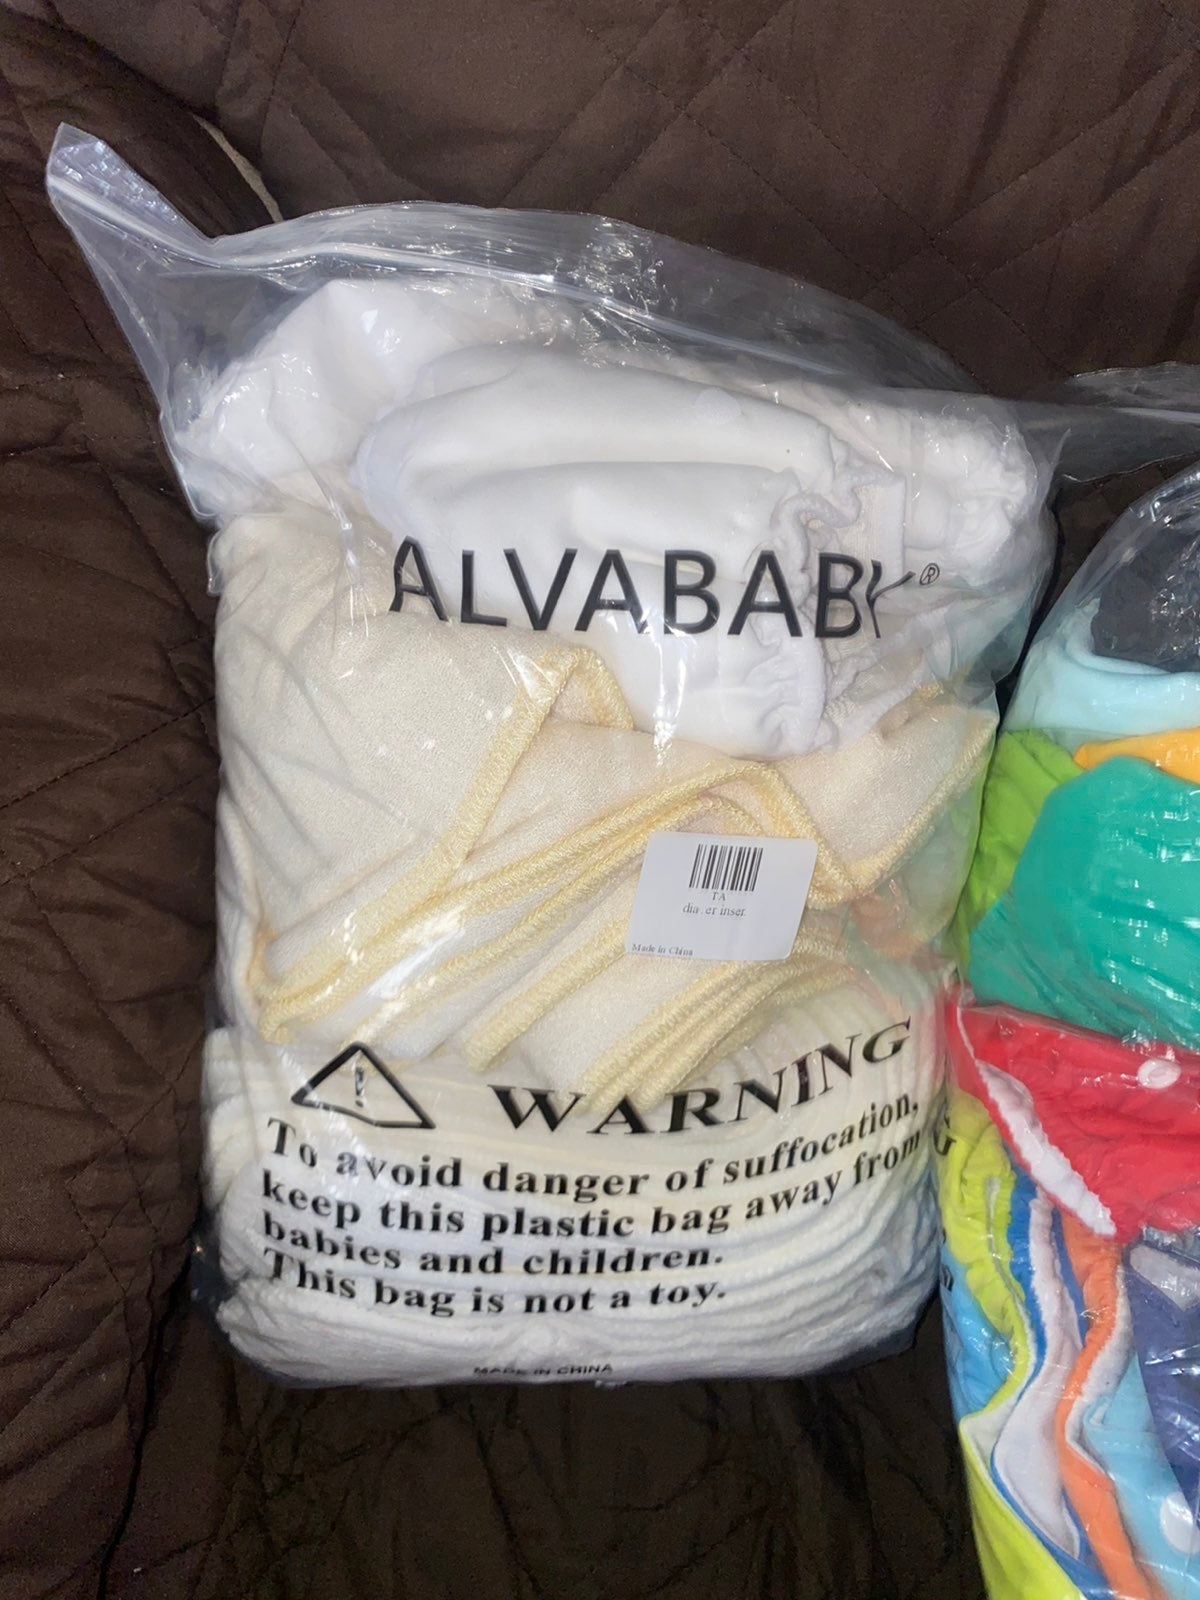 ALVABABY®
TA
dia er inser
Made in China
WARNING
To avoid danger of suffocation,
keep this plastic bag away from
babies and children.
This bag is not a toy.
MADE IN CHINA
G